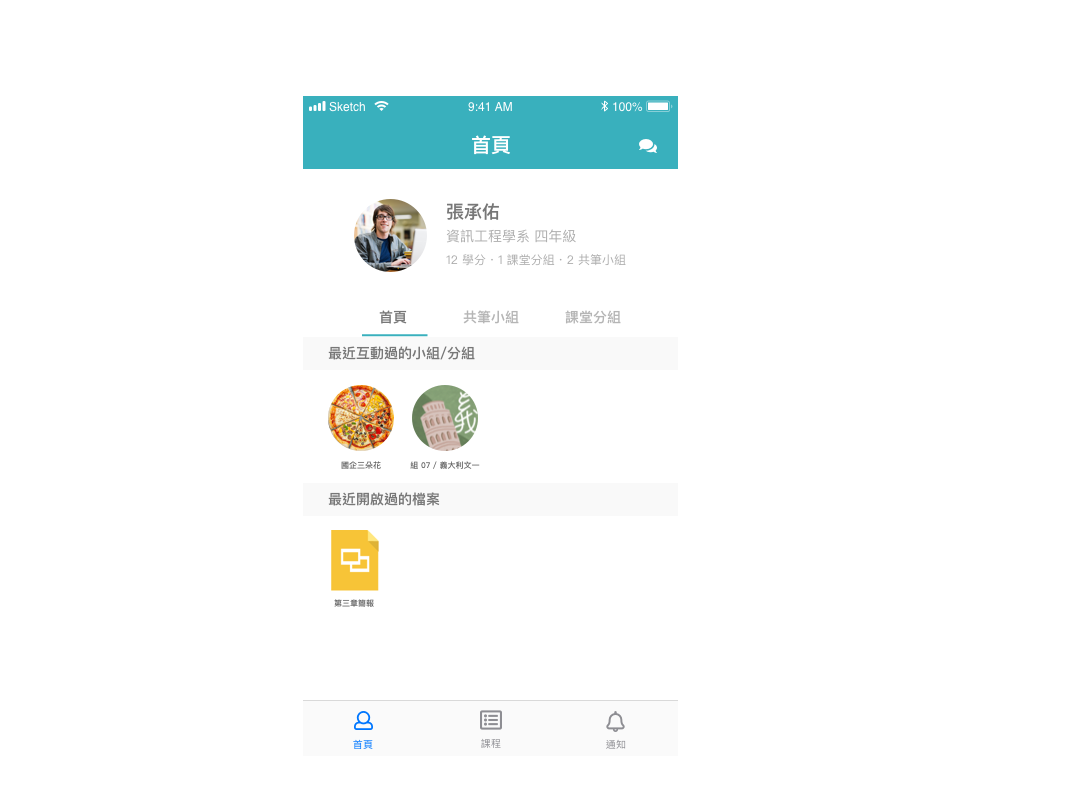 Sketch 9:41 AM 100%
首頁
張承佑
資訊工程學系 四年級
12 學分・1 課堂分組・2 共筆小組
首頁 共筆小組 課堂分組
最近互動過的小組/分組
義
國企三朵花 組 07 / 義大利文一
最近開啟過的檔案
第三章簡報
首頁 課程 通知